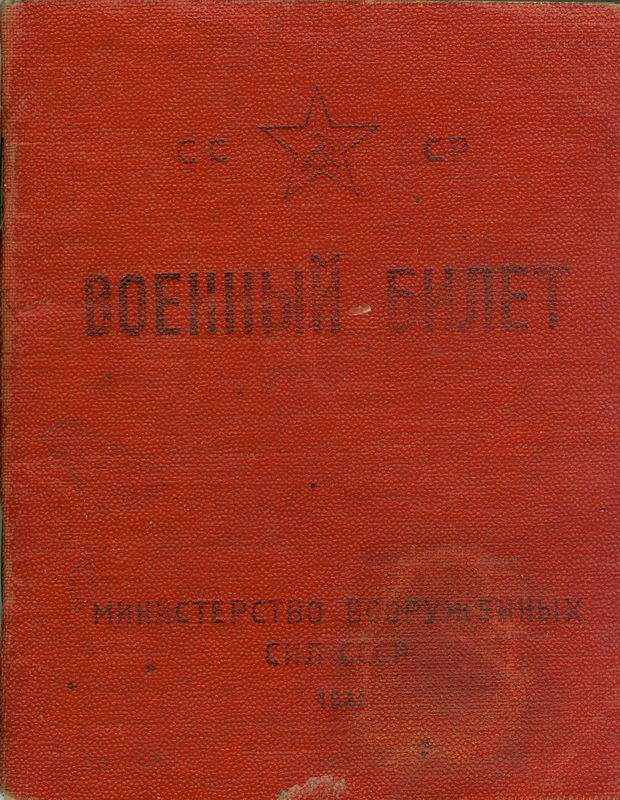 СС СР
ВОЕННЫЙ БИЛЕТ
МИНИСТЕРСТВО ВООРУЖЕННЫХ
СИЛ СССР